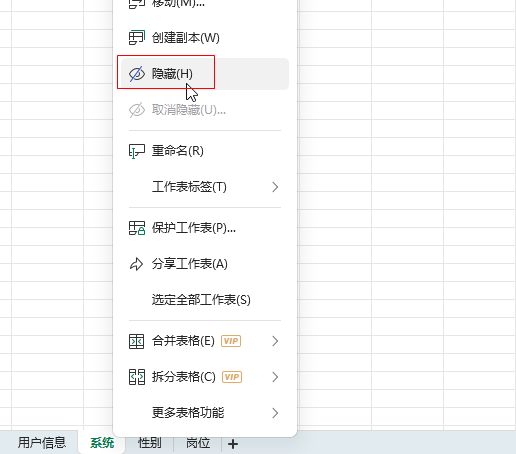 移动(M)...
创建副本(W)
隐藏(H)
取消隐藏(U)...
重命名(R)
工作表标签(T)
保护工作表(P)...
分享工作表(A)
选定全部工作表(S)
合并表格(E) VIP
拆分表格(C) VIP
更多表格功能
用户信息 系统 性别 岗位 +